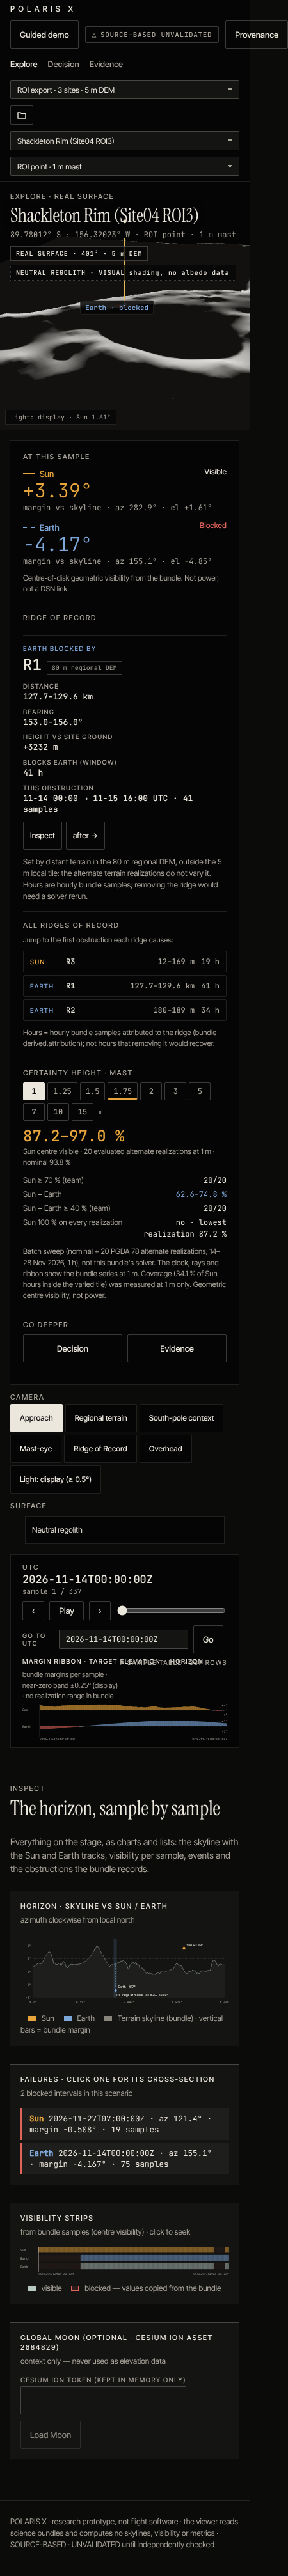 POLARIS X
Guided demo
△ SOURCE-BASED UNVALIDATED
Provenance
Explore Decision Evidence
ROI export · 3 sites · 5 m DEM
Shackleton Rim (Site04 ROI3)
ROI point · 1 m mast
EXPLORE · REAL SURFACE
Shackleton Rim (Site04 ROI3)
89.78012° S · 156.32023° W · ROI point · 1 m mast
REAL SURFACE · 401² × 5 m DEM
NEUTRAL REGOLITH · VISUAL shading, no albedo data
Earth · blocked
Light: display · Sun 1.61°
AT THIS SAMPLE
Sun
Visible
+3.39°
margin vs skyline · az 282.9° · el +1.61°
Earth
Blocked
-4.17°
margin vs skyline · az 155.1° · el -4.85°
Centre-of-disk geometric visibility from the bundle. Not power,
not a DSN link.
RIDGE OF RECORD
EARTH BLOCKED BY
R1 80 m regional DEM
DISTANCE
127.7–129.6 km
BEARING
153.0–156.0°
HEIGHT VS SITE GROUND
+3232 m
BLOCKS EARTH (WINDOW)
41 h
THIS OBSTRUCTION
11-14 00:00 → 11-15 16:00 UTC · 41
samples
Inspect
after →
Set by distant terrain in the 80 m regional DEM, outside the 5
m local tile: the alternate terrain realizations do not vary it.
Hours are hourly bundle samples; removing the ridge would
need a solver rerun.
ALL RIDGES OF RECORD
Jump to the first obstruction each ridge causes:
SUN R3 12–169 m 19 h
EARTH R1 127.7–129.6 km 41 h
EARTH R2 180–189 m 34 h
Hours = hourly bundle samples attributed to the ridge (bundle
derived.attribution); not hours that removing it would recover.
CERTAINTY HEIGHT · MAST
1 1.25 1.5 1.75 2 3 5
7 10 15 m
87.2–97.0 %
Sun centre visible · 20 evaluated alternate realizations at 1 m ·
nominal 93.8 %
Sun ≥ 70 % (team) 20/20
Sun + Earth 62.6–74.8 %
Sun + Earth ≥ 40 % (team) 20/20
Sun 100 % on every realization no · lowest
realization 87.2 %
Batch sweep (nominal + 20 PGDA 78 alternate realizations, 14–
28 Nov 2026, 1 h), not this bundle's solver. The clock, rays and
ribbon show the bundle series at 1 m. Coverage (34.1 % of Sun
hours inside the varied tile) was measured at 1 m only. Geometric
centre visibility, not power.
GO DEEPER
Decision
Evidence
CAMERA
Approach
Regional terrain
South-pole context
Mast-eye
Ridge of Record
Overhead
Light: display (≥ 0.5°)
SURFACE
Neutral regolith
UTC
2026-11-14T00:00:00Z
sample 1 / 337
‹
Play
›
GO TO
UTC
2026-11-14T00:00:00Z
Go
MARGIN RIBBON · TARGET ELEVATION − HORIZON
ROWS
bundle margins per sample ·
near-zero band ±0.25° (display)
· no realization range in bundle
Sun
Earth
INSPECT
The horizon, sample by sample
Everything on the stage, as charts and lists: the skyline with
the Sun and Earth tracks, visibility per sample, events and
the obstructions the bundle records.
HORIZON · SKYLINE VS SUN / EARTH
azimuth clockwise from local north
Sun
Earth
Terrain skyline (bundle) · vertical
bars = bundle margin
FAILURES · CLICK ONE FOR ITS CROSS-SECTION
2 blocked intervals in this scenario
Sun 2026-11-27T07:00:00Z · az 121.4° ·
margin -0.508° · 19 samples
Earth 2026-11-14T00:00:00Z · az 155.1°
· margin -4.167° · 75 samples
VISIBILITY STRIPS
from bundle samples (centre visibility) · click to seek
visible
blocked — values copied from the bundle
GLOBAL MOON (OPTIONAL · CESIUM ION ASSET
2684829)
context only — never used as elevation data
CESIUM ION TOKEN (KEPT IN MEMORY ONLY)
Load Moon
POLARIS X · research prototype, not flight software · the viewer reads
science bundles and computes no skylines, visibility or metrics ·
SOURCE-BASED · UNVALIDATED until independently checked